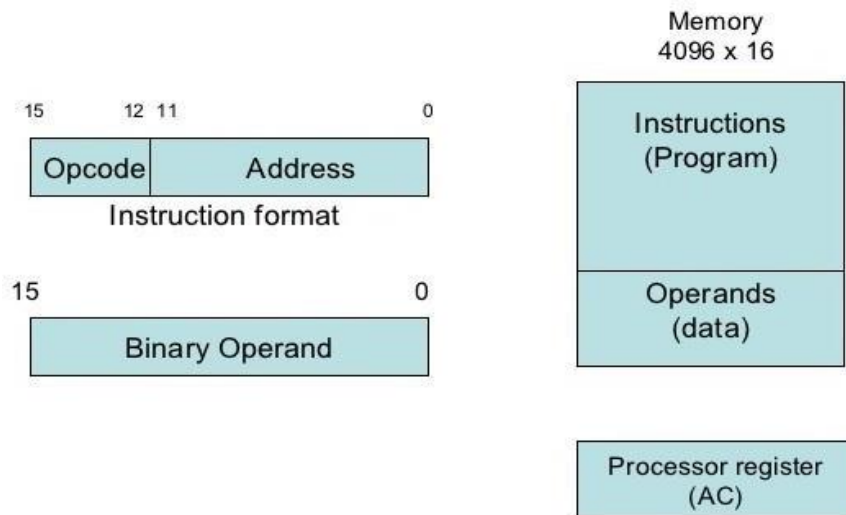 Memory
4096 x 16
15 12 11 0
Opcode Address
Instruction format
Instructions
(Program)
15 0
Binary Operand
Operands
(data)
Processor register
(AC)